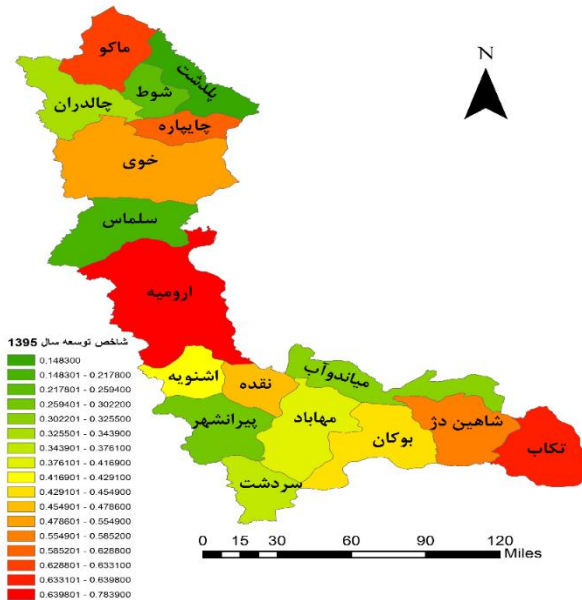 ماکو
N
پلدشت
شوط
چالدران
چایپاره
خوی
سلماس
ارومیه
شاخص توسعه سال 1395
0.148300
0.148301 - 0.217800
0.217801 - 0.259400
0.259401 - 0.302200
0.302201 - 0.325500
0.325501 - 0.343900
0.343901 - 0.376100
0.376101 - 0.416900
0.416901 - 0.429100
0.429101 - 0.454900
0.454901 - 0.478600
0.478601 - 0.554900
0.554901 - 0.585200
0.585201 - 0.628800
0.628801 - 0.633100
0.633101 - 0.639800
0.639801 - 0.783900
اشنویه
نقده
میاندوآب
پیرانشهر
مهاباد
بوکان
شاهین دژ
تکاب
سردشت
0 15 30 60 90 120
Miles